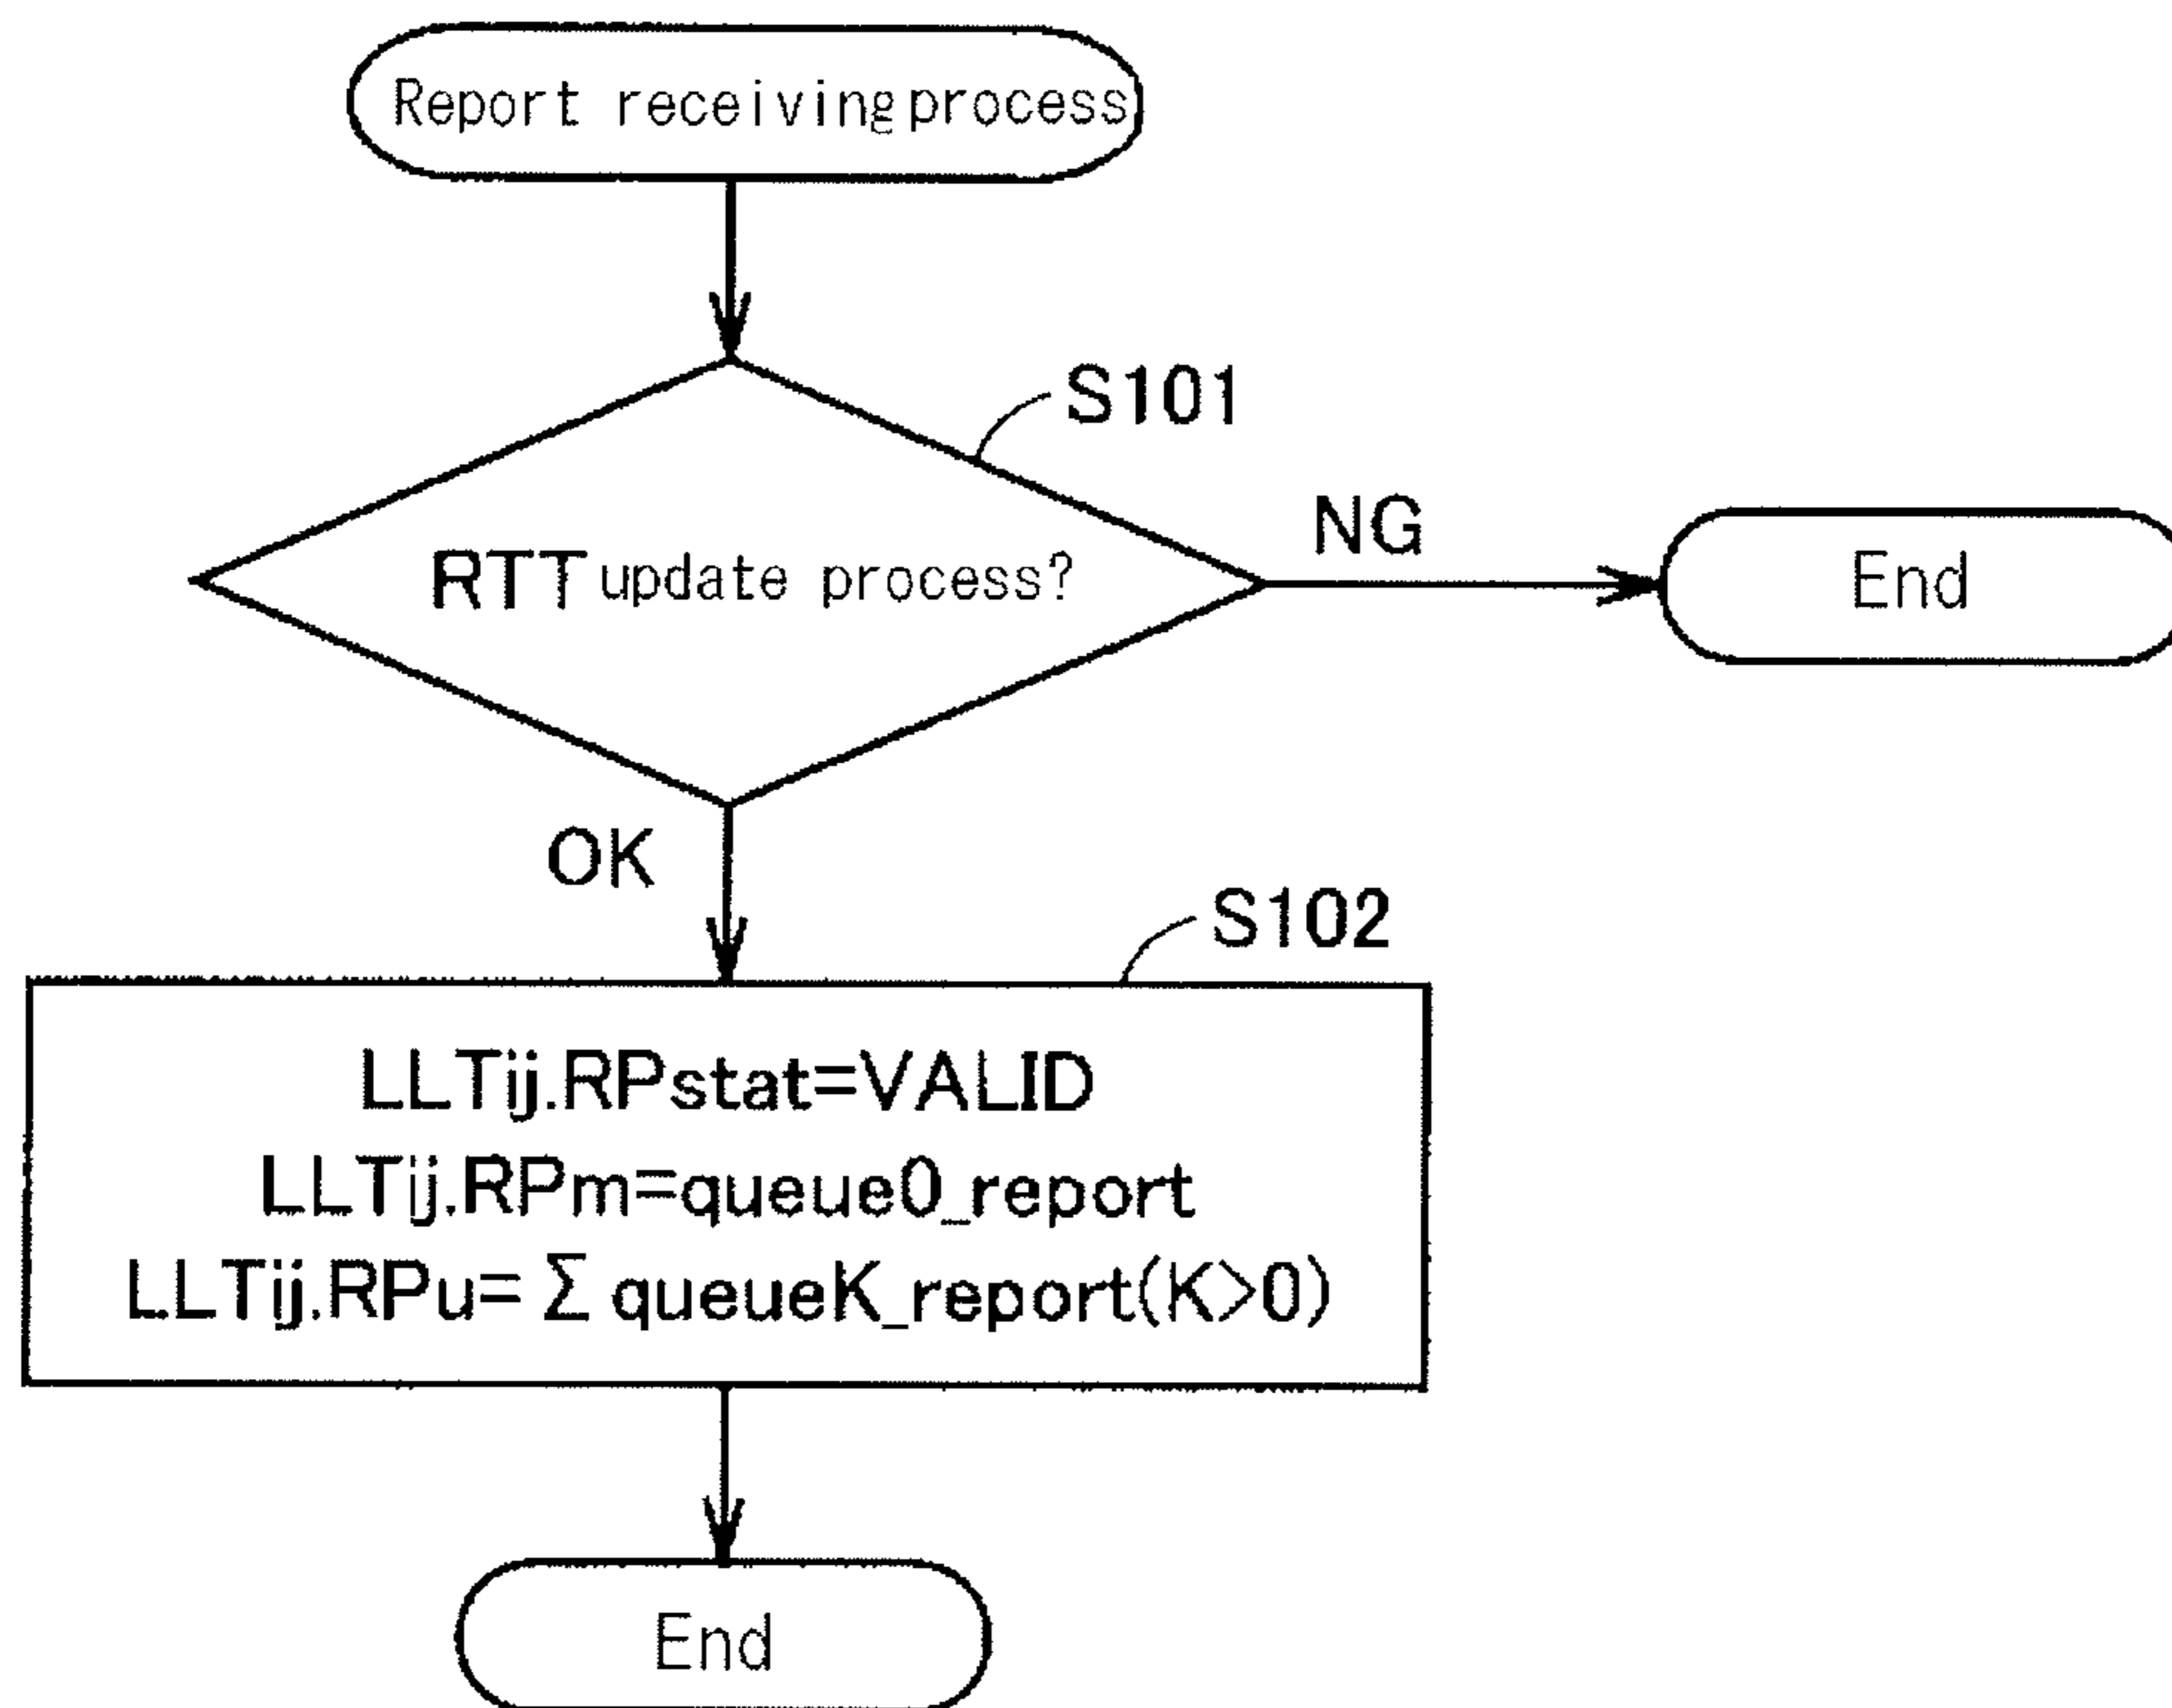 Report receiving process
S101
NG
RTT update process?
End
OK
S102
LLTij.RPstat=VALID
LLTij.RPm=queue0_report
LLTij.RPu= Σ queueK_report(K>0)
End